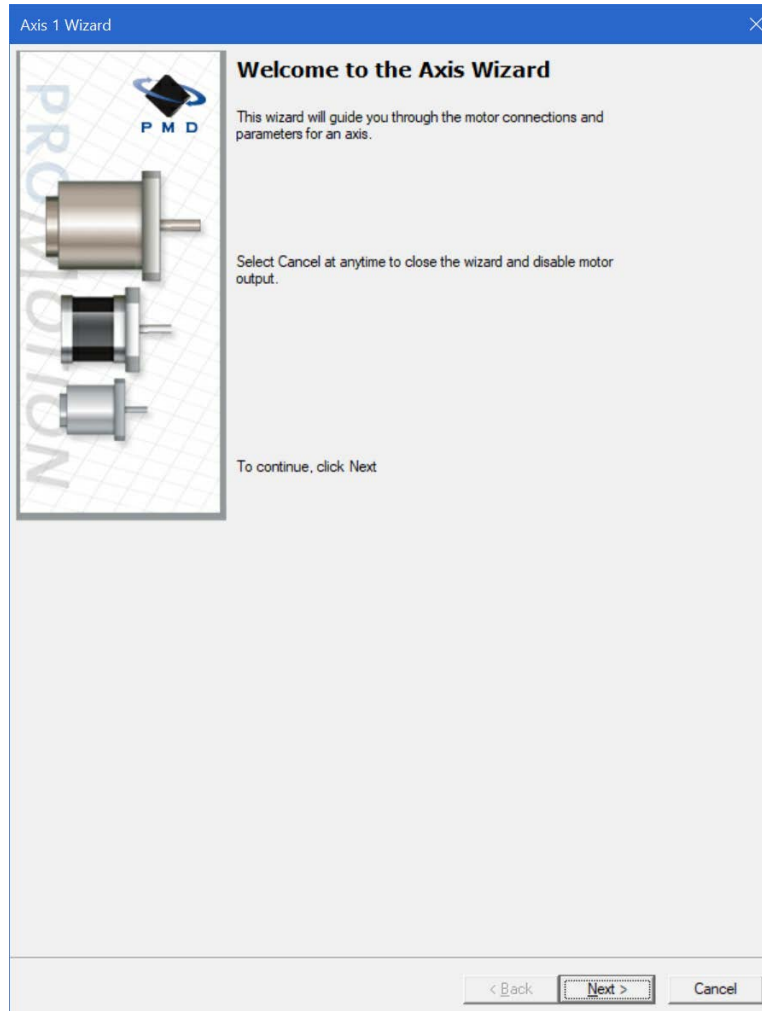 Axis 1 Wizard
PMD
PROMOTION
Welcome to the Axis Wizard
This wizard will guide you through the motor connections and
parameters for an axis.
Select Cancel at anytime to close the wizard and disable motor
output.
To continue, click Next
< Back
Next >
Cancel